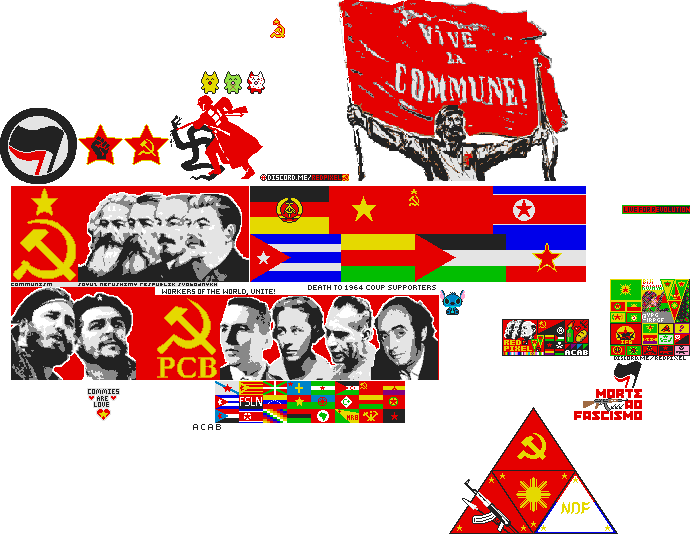 VIVE
LA
COMMUNE!
DISCORD.ME/REDPIXEL
COMMUNISM
SOYUZ NERUSHIMY RESPUBLIK SVOBODNYKH
WORKERS OF THE WORLD, UNITE!
DEATH TO 1964 COUP SUPPORTERS
PCB
RED
PIXEL
ACAB
DISCORD.ME/REDPIXEL
COMMIES
ARE
LOVE
FSLN
ACAB
MORTE
AO
FASCISMO
NDF